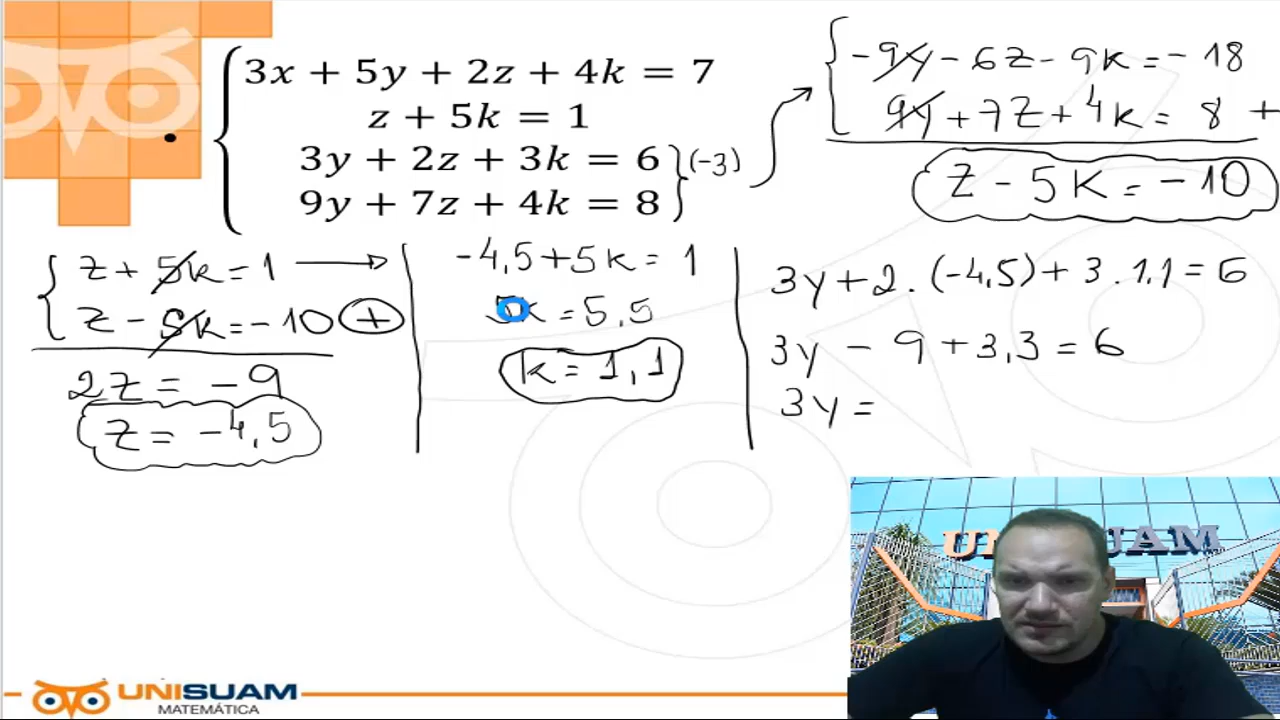 3x + 5y + 2z + 4k = 7
z + 5k = 1
3y + 2z + 3k = 6 } (-3)
9y + 7z + 4k = 8
-9y - 6z - 9k = -18
9y + 7z + 4k = 8 +
z - 5k = -10
z + 5k = 1
z - 5k = -10 +
2z = -9
z = -4,5
-4,5 + 5k = 1
5k = 5,5
k = 1,1
3y + 2 . (-4,5) + 3 . 1,1 = 6
3y - 9 + 3,3 = 6
3y =
UNISUAM
UNISUAM
MATEMÁTICA